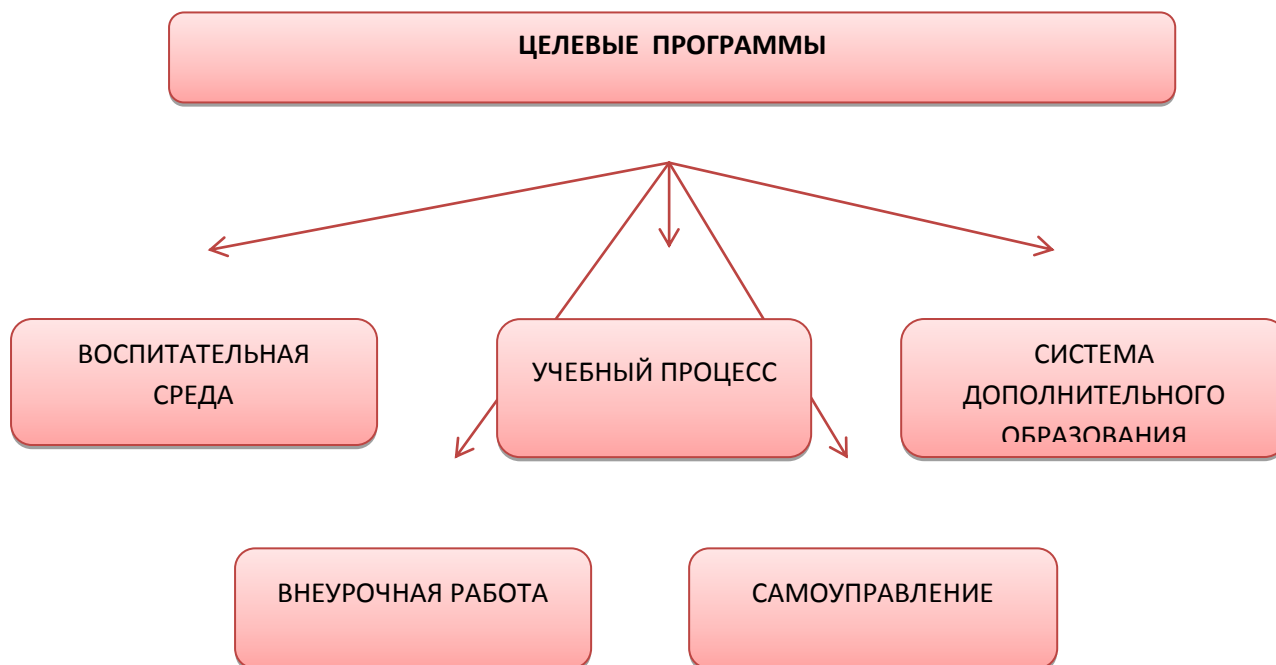 ЦЕЛЕВЫЕ ПРОГРАММЫ
ВОСПИТАТЕЛЬНАЯ
СРЕДА
УЧЕБНЫЙ ПРОЦЕСС
СИСТЕМА
ДОПОЛНИТЕЛЬНОГО
ОБРАЗОВАНИЯ
ВНЕУРОЧНАЯ РАБОТА
САМОУПРАВЛЕНИЕ